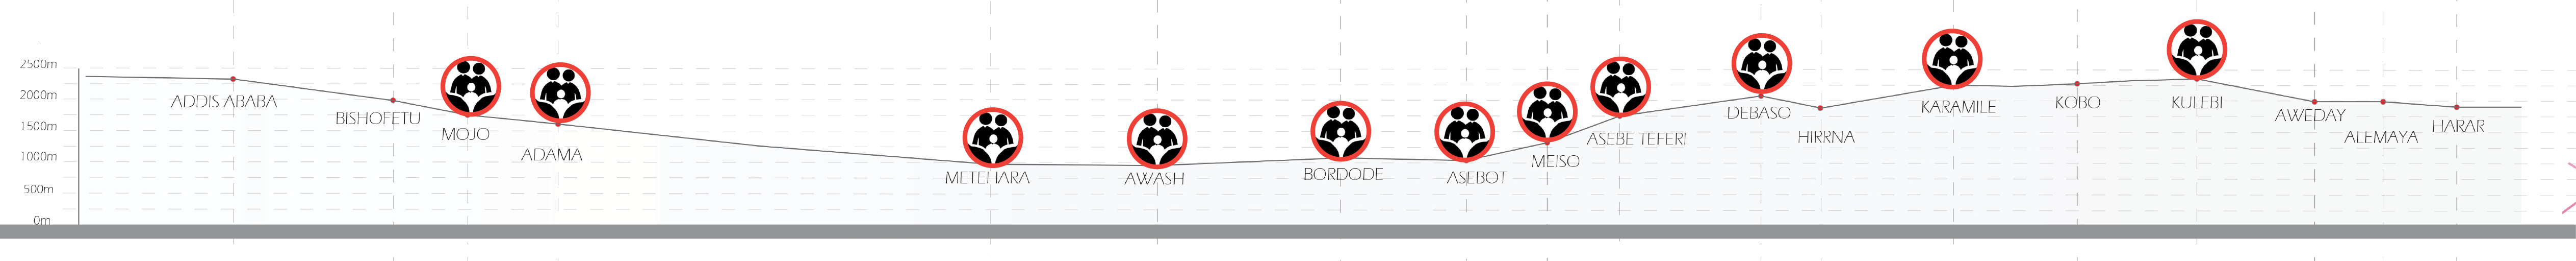 2500m
2000m
1500m
1000m
500m
0m
ADDIS ABABA
BISHOFETU
MOJO
ADAMA
METEHARA
AWASH
BORDODE
ASEBOT
MEISO
ASEBE TEFERI
DEBASO
HIRRNA
KARAMILE
KOBO
KULEBI
AWEDAY
ALEMAYA
HARAR